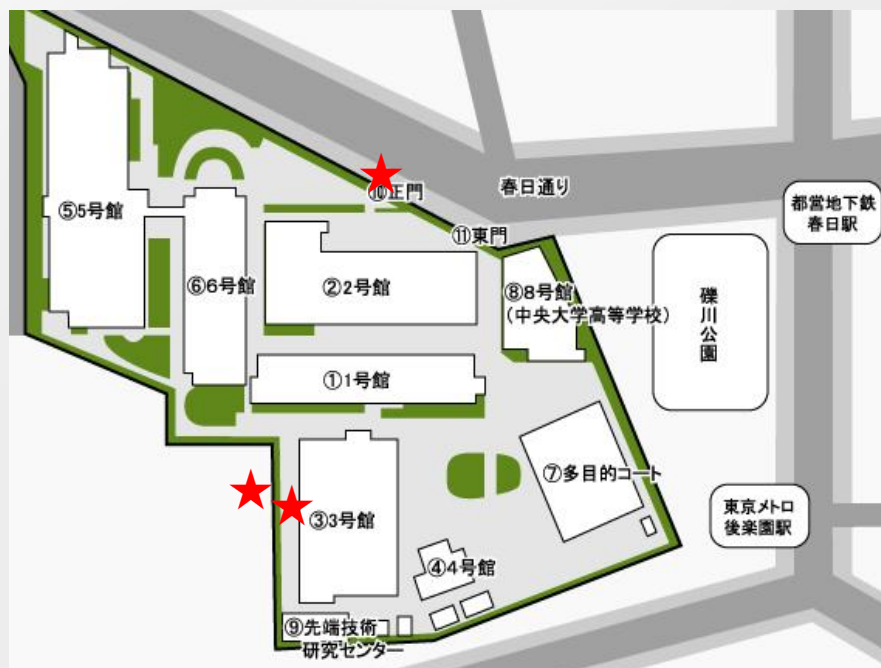 ⑩正門
春日通り
都営地下鉄
春日駅
⑤5号館
⑪東門
⑥6号館
②2号館
⑧8号館
(中央大学高等学校)
礫川公園
①1号館
⑦多目的コート
③3号館
東京メトロ
後楽園駅
④4号館
⑨先端技術
研究センター